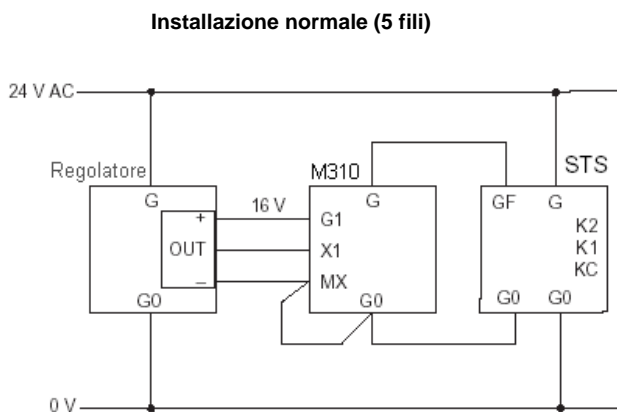 Installazione normale (5 fili)
24 V AC
Regolatore
M310
STS
G
+
OUT
–
G0
16 V
G
G1
X1
MX
G0
GF G
K2
K1
KC
G0 G0
0 V